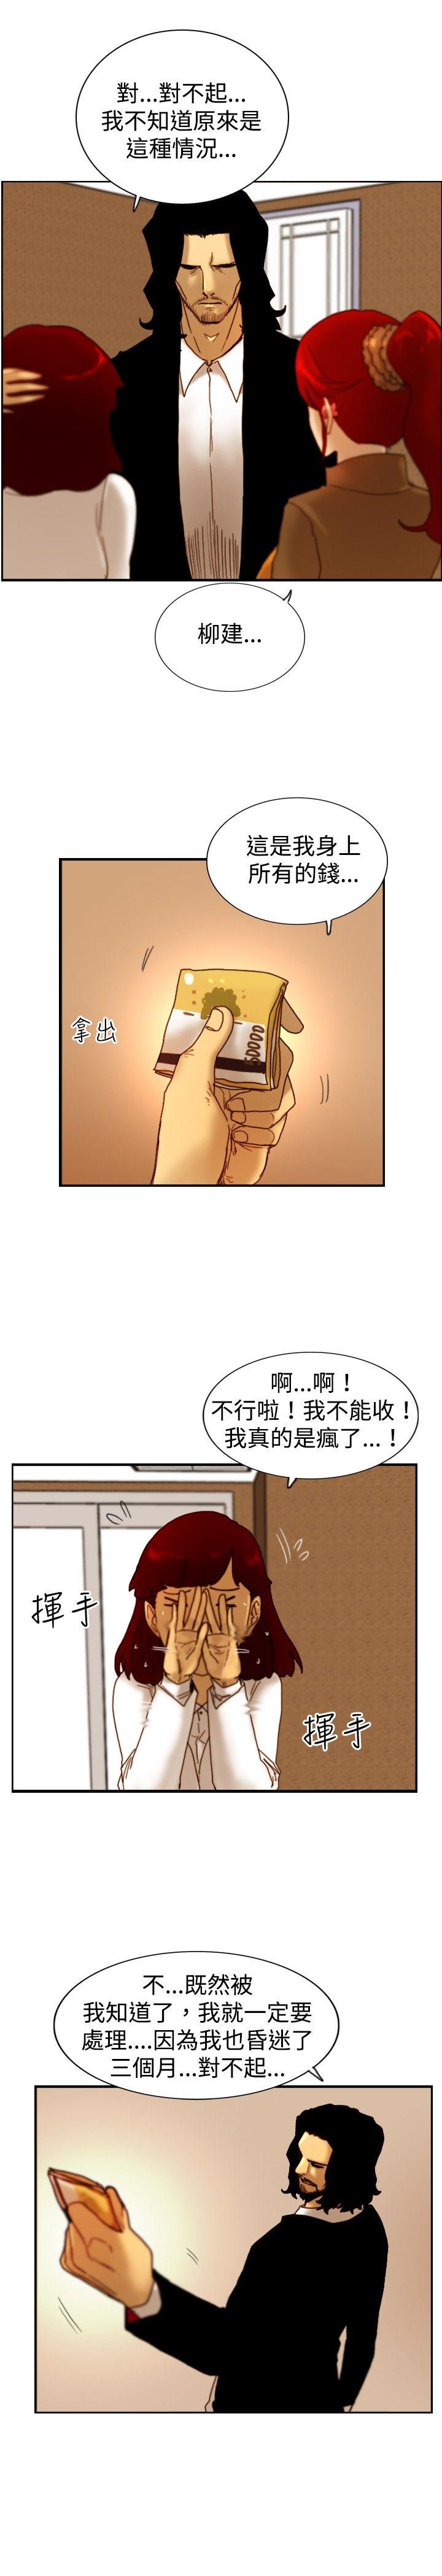 對...對不起...
我不知道原來是
這種情況...
柳建...
這是我身上
所有的錢...
拿出
50000
啊...啊！
不行啦！我不能收！
我真的是瘋了...！
揮手
揮手
不...既然被
我知道了，我就一定要
處理....因為我也昏迷了
三個月...對不起...